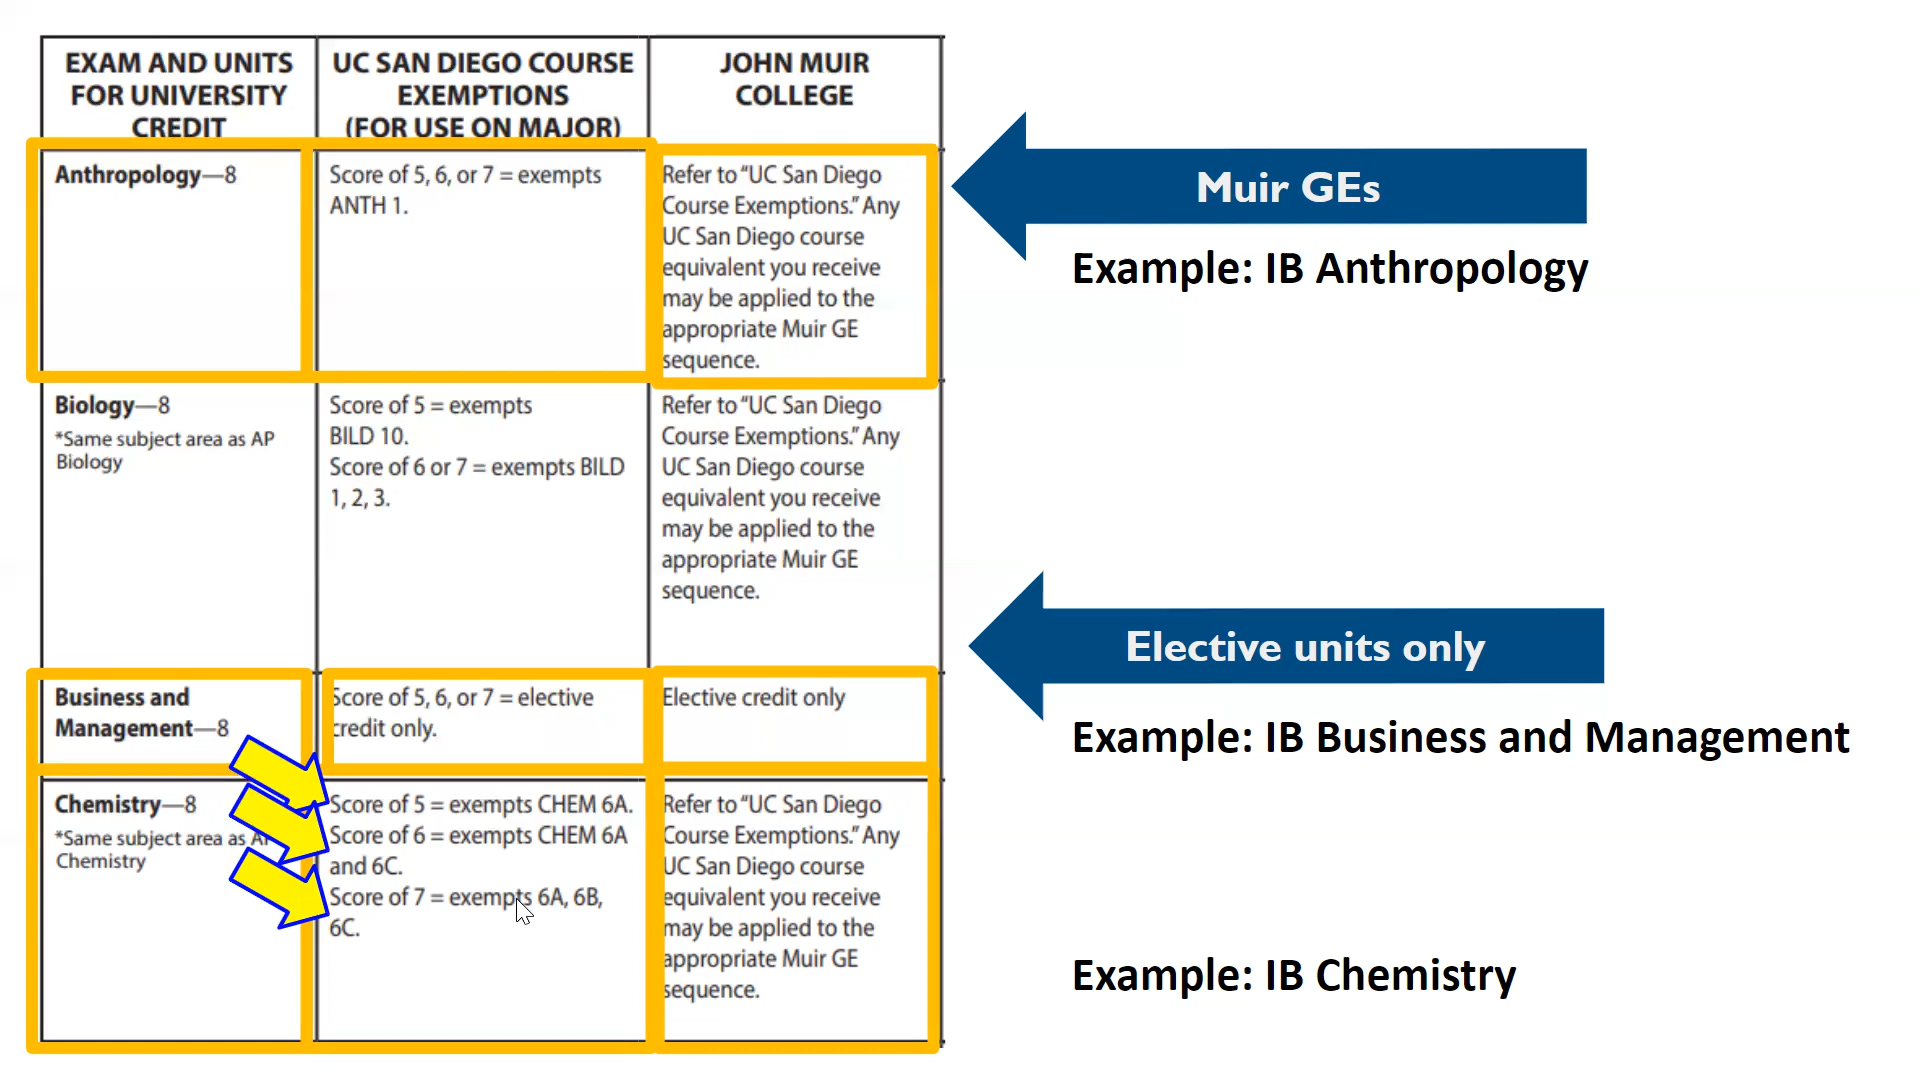 EXAM AND UNITS
FOR UNIVERSITY
CREDIT
UC SAN DIEGO COURSE
EXEMPTIONS
(FOR USE ON MAJOR)
JOHN MUIR
COLLEGE
Anthropology—8
Score of 5, 6, or 7 = exempts
ANTH 1.
Refer to “UC San Diego
Course Exemptions.” Any
UC San Diego course
equivalent you receive
may be applied to the
appropriate Muir GE
sequence.
Biology—8
*Same subject area as AP
Biology
Score of 5 = exempts
BILD 10.
Score of 6 or 7 = exempts BILD
1, 2, 3.
Refer to “UC San Diego
Course Exemptions.” Any
UC San Diego course
equivalent you receive
may be applied to the
appropriate Muir GE
sequence.
Business and
Management—8
Score of 5, 6, or 7 = elective
credit only.
Elective credit only
Chemistry—8
*Same subject area as AP
Chemistry
Score of 5 = exempts CHEM 6A.
Score of 6 = exempts CHEM 6A
and 6C.
Score of 7 = exempts 6A, 6B,
6C.
Refer to “UC San Diego
Course Exemptions.” Any
UC San Diego course
equivalent you receive
may be applied to the
appropriate Muir GE
sequence.
Muir GEs
Example: IB Anthropology
Elective units only
Example: IB Business and Management
Example: IB Chemistry